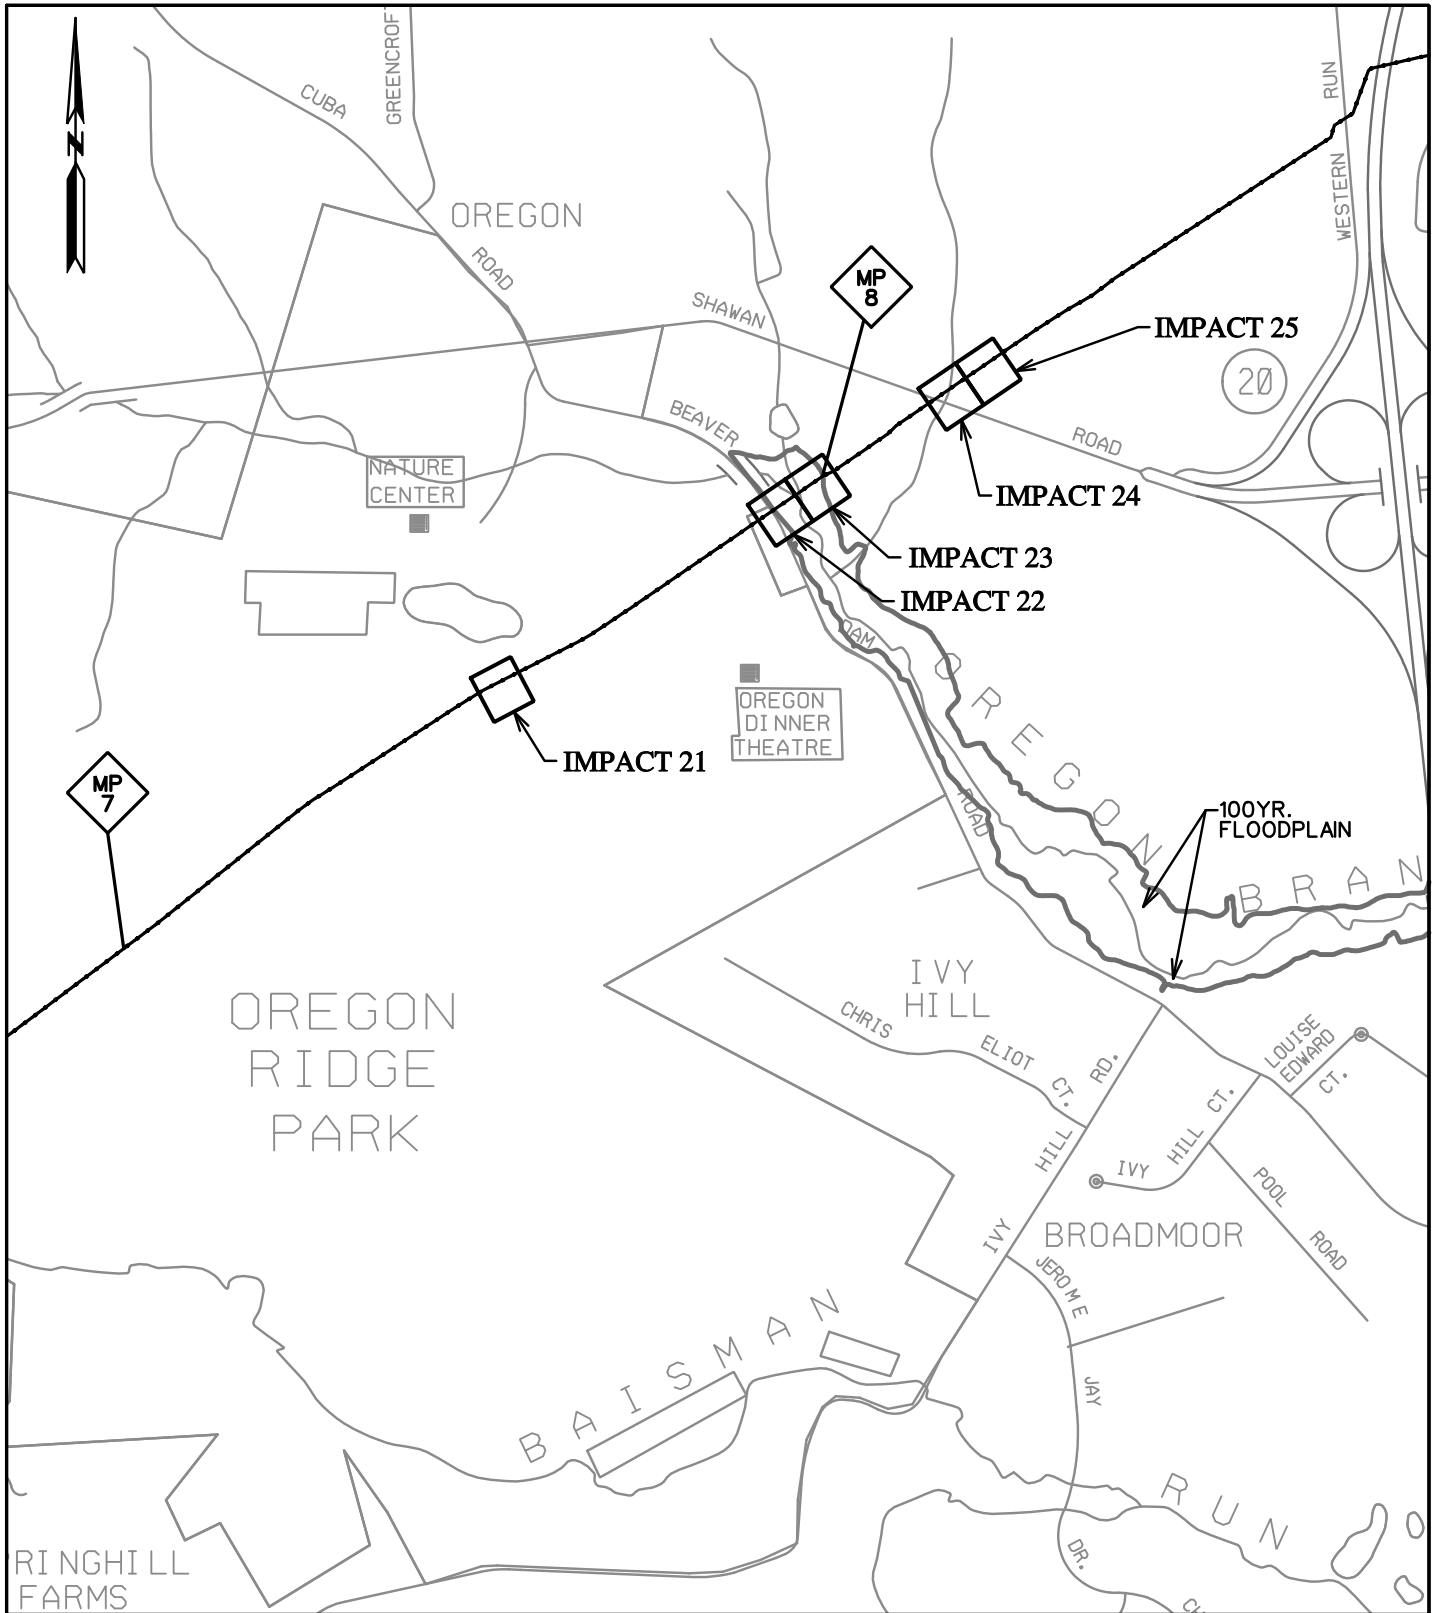 N
CUBA
GREENCROFT
OREGON
ROAD
SHAWAN
MP
8
WESTERN RUN
IMPACT 25
20
BEAVER
ROAD
NATURE
CENTER
IMPACT 24
IMPACT 23
IMPACT 22
DAM
OREGON
DINNER
THEATRE
IMPACT 21
MP
7
ROAD
OREGON BRAN
100YR.
FLOODPLAIN
OREGON
RIDGE
PARK
IVY
HILL
CHRIS ELIOT CT.
IVY HILL RD.
LOUISE
EDWARD
CT.
IVY HILL CT.
POOL ROAD
BROADMOOR
JEROME JAY DR.
BAISMAN RUN
RINGHILL
FARMS
CH